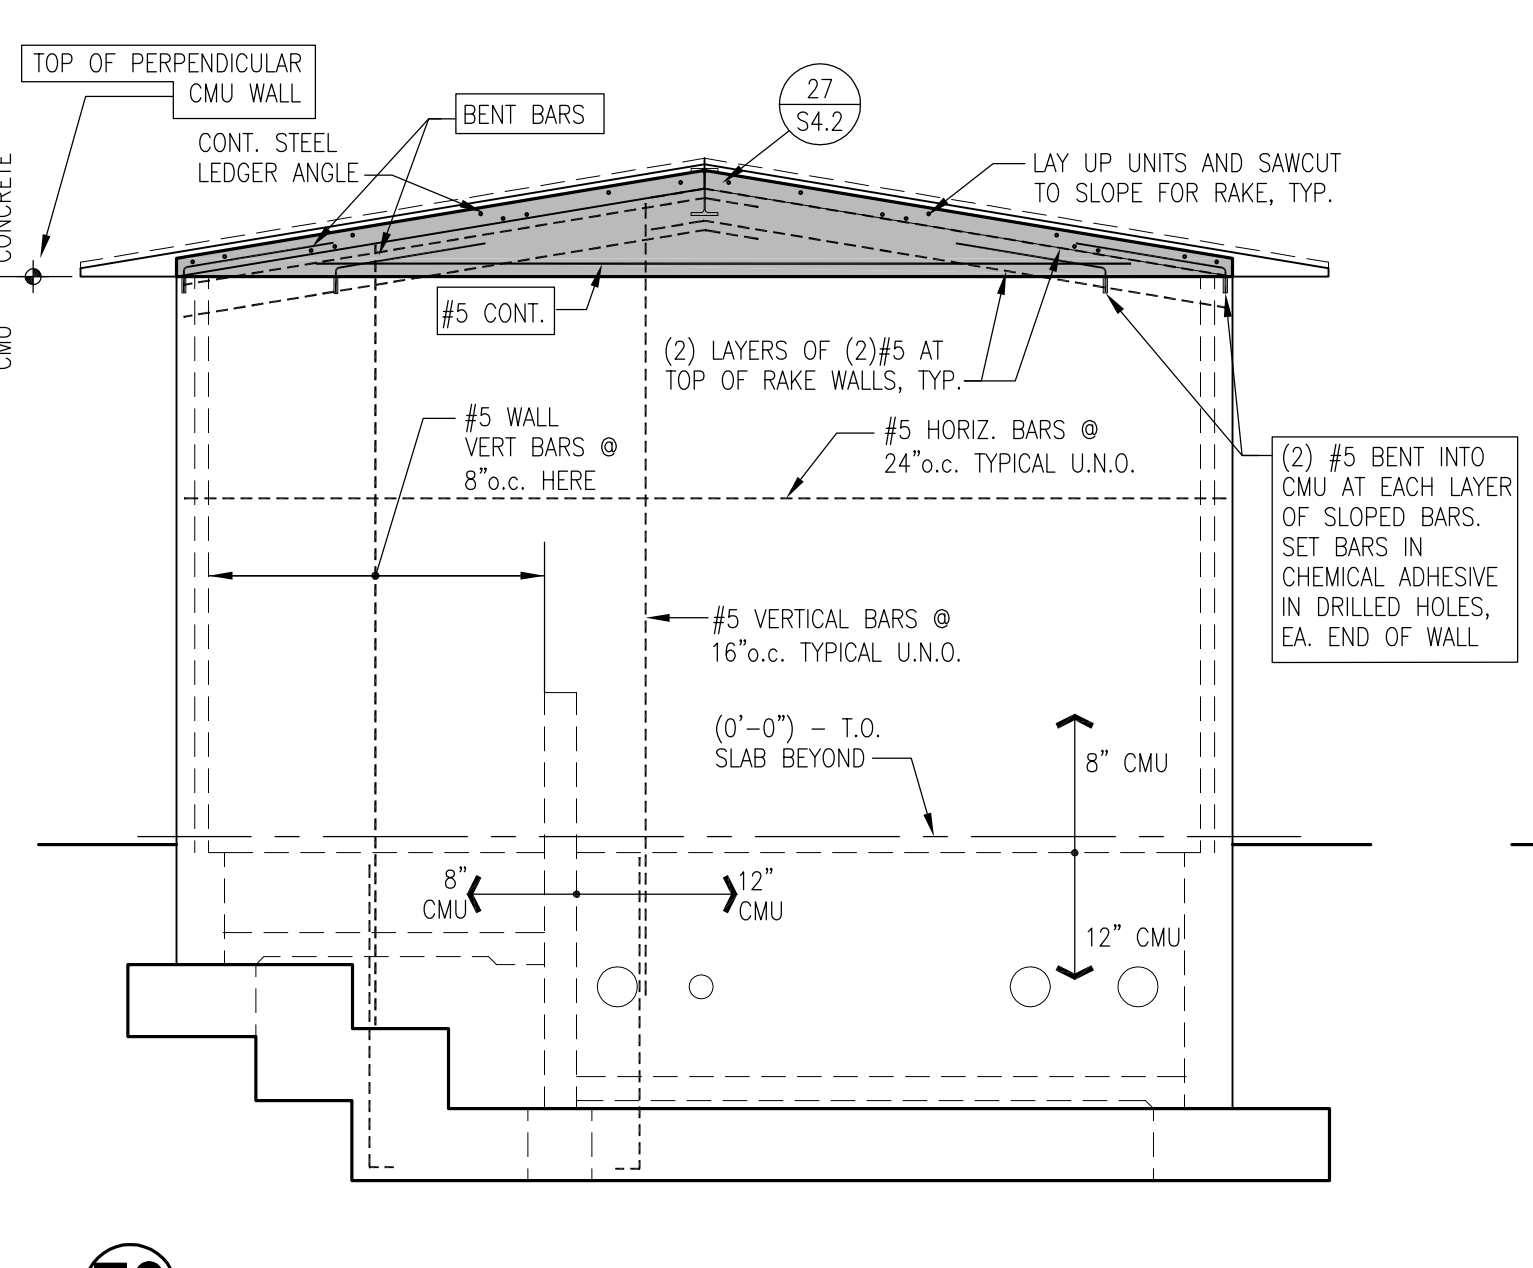 TOP OF PERPENDICULAR
CMU WALL
CONCRETE
CMU
CONT. STEEL
LEDGER ANGLE
BENT BARS
27
S4.2
LAY UP UNITS AND SAWCUT
TO SLOPE FOR RAKE, TYP.
#5 CONT.
(2) LAYERS OF (2)#5 AT
TOP OF RAKE WALLS, TYP.
#5 WALL
VERT BARS @
8”o.c. HERE
#5 HORIZ. BARS @
24”o.c. TYPICAL U.N.O.
(2) #5 BENT INTO
CMU AT EACH LAYER
OF SLOPED BARS.
SET BARS IN
CHEMICAL ADHESIVE
IN DRILLED HOLES,
EA. END OF WALL
#5 VERTICAL BARS @
16”o.c. TYPICAL U.N.O.
(0’-0”) – T.O.
SLAB BEYOND
8” CMU
8”
CMU
12”
CMU
12” CMU